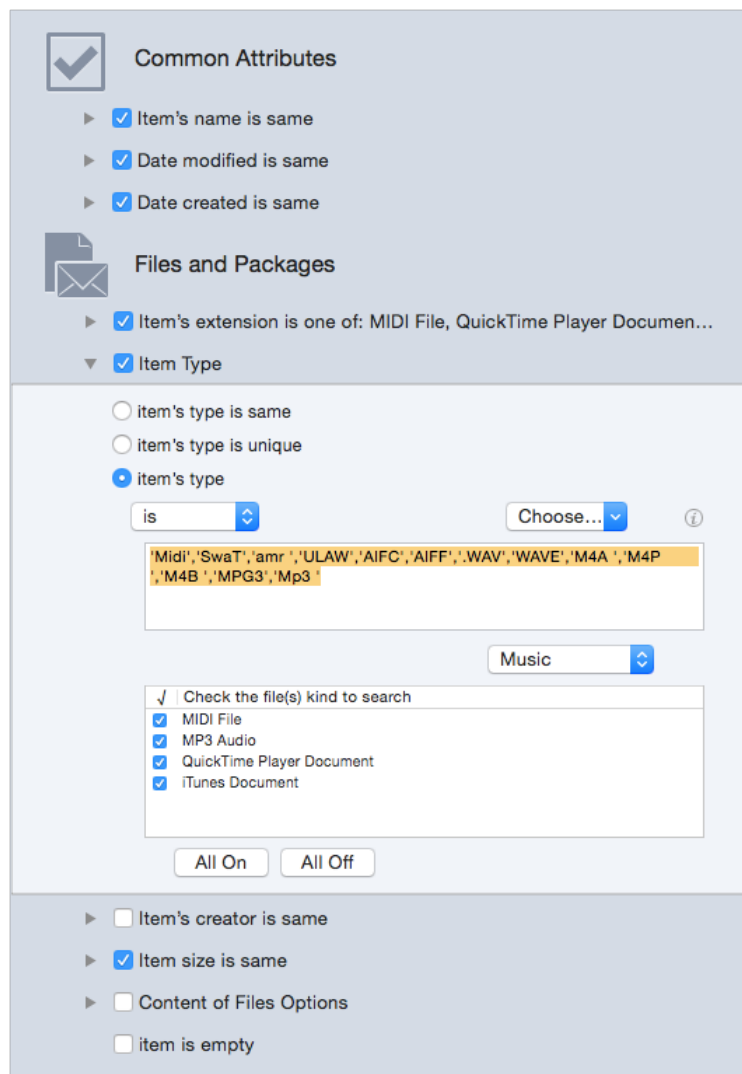 Common Attributes
Item's name is same
Date modified is same
Date created is same
Files and Packages
Item's extension is one of: MIDI File, QuickTime Player Documen...
Item Type
item's type is same
item's type is unique
item's type
is Choose...
'Midi','SwaT','amr ','ULAW','AIFC','AIFF','.WAV','WAVE','M4A ','M4P
','M4B ','MPG3','Mp3 '
Music
√ Check the file(s) kind to search
MIDI File
MP3 Audio
QuickTime Player Document
iTunes Document
All On All Off
Item's creator is same
Item size is same
Content of Files Options
item is empty